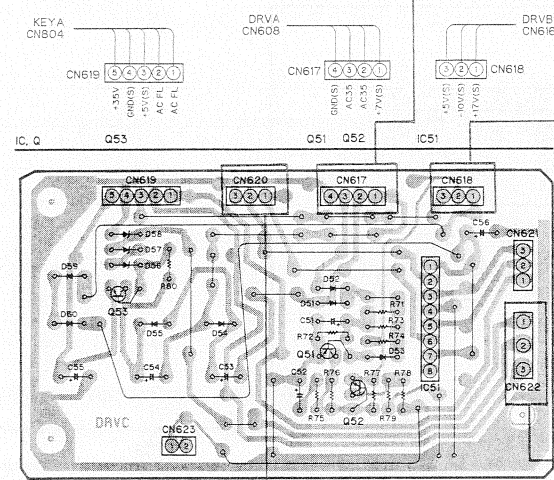 KEYA
CN804
DRVA
CN608
DRVB
CN616
CN619
5 4 3 2 1
CN617
4 3 2 1
3 2 1
CN618
+35V
GND(S)
+5V(S)
AC FL
AC FL
GND(S)
AC35
AC35
+7V(S)
+5V(S)
-10V(S)
+17V(S)
IC, Q
Q53
Q51
Q52
IC51
CN619
CN620
CN617
CN618
5 4 3 2 1
3 2 1
4 3 2 1
3 2 1
C56
CN621
D58
D57
D56
R80
D59
Q53
D60
D55
D54
C55
C54
C53
D52
D51
C51
R72
Q51
R71
R73
R74
D53
1
2
3
4
5
6
7
8
IC51
3
2
1
1
2
3
CN622
C52
R76
R77
R78
R75
Q52
R79
DRVC
CN623
1 2